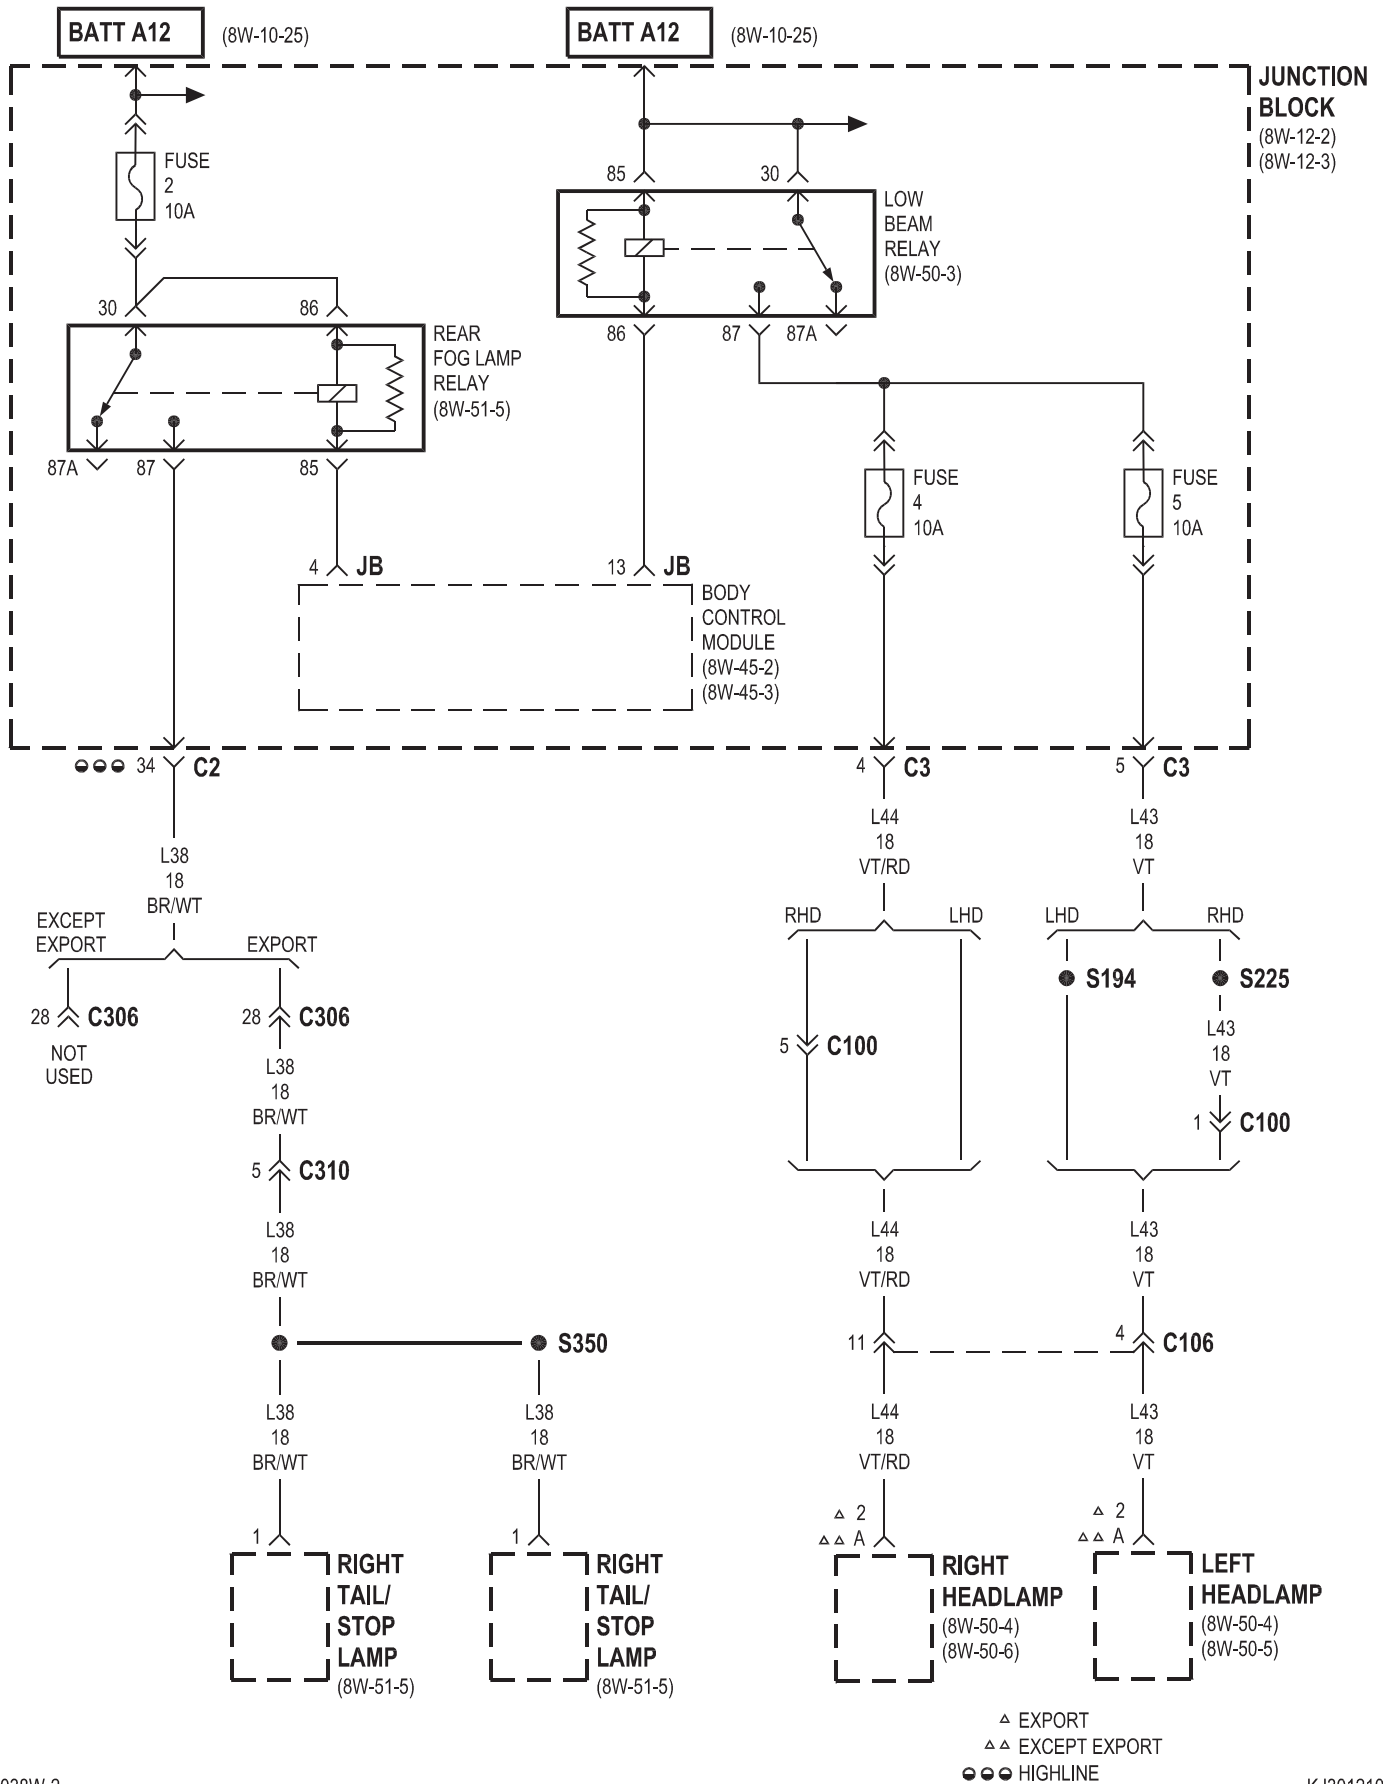 BATT A12 (8W-10-25)
BATT A12 (8W-10-25)
JUNCTION
BLOCK
(8W-12-2)
(8W-12-3)
FUSE
2
10A
85
30
LOW
BEAM
RELAY
(8W-50-3)
30
86
REAR
FOG LAMP
RELAY
(8W-51-5)
86
87
87A
87A
87
85
FUSE
4
10A
FUSE
5
10A
4 JB
13 JB
BODY
CONTROL
MODULE
(8W-45-2)
(8W-45-3)
34 C2
4 C3
5 C3
L38
18
BR/WT
L44
18
VT/RD
L43
18
VT
EXCEPT
EXPORT
EXPORT
RHD
LHD
LHD
RHD
28 C306
NOT
USED
28 C306
L38
18
BR/WT
5 C310
L38
18
BR/WT
S350
L38
18
BR/WT
L38
18
BR/WT
5 C100
S194
S225
L43
18
VT
1 C100
L44
18
VT/RD
L43
18
VT
11
4 C106
L44
18
VT/RD
L43
18
VT
1
RIGHT
TAIL/
STOP
LAMP
(8W-51-5)
1
RIGHT
TAIL/
STOP
LAMP
(8W-51-5)
2
A
RIGHT
HEADLAMP
(8W-50-4)
(8W-50-6)
2
A
LEFT
HEADLAMP
(8W-50-4)
(8W-50-5)
EXPORT
EXCEPT EXPORT
HIGHLINE